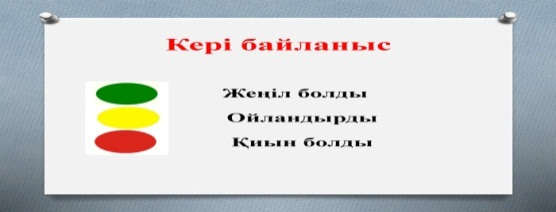 Кері байланыс
Жеңіл болды
Ойландырды
Қиын болды